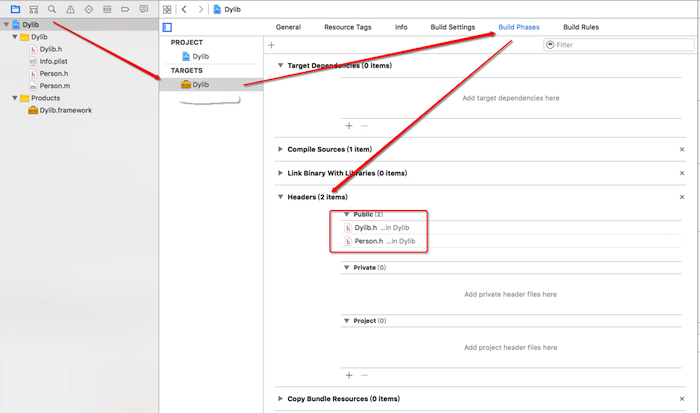 Dylib
Dylib
Dylib.h
Info.plist
Person.h
Person.m
Products
Dylib.framework
Dylib
General
Resource Tags
Info
Build Settings
Build Phases
Build Rules
PROJECT
Dylib
TARGETS
Dylib
Filter
Target Dependencies (0 items)
Add target dependencies here
Compile Sources (1 item)
Link Binary With Libraries (0 items)
Headers (2 items)
Public (2)
Dylib.h ...in Dylib
Person.h ...in Dylib
Private (0)
Add private header files here
Project (0)
Add project header files here
Copy Bundle Resources (0 items)